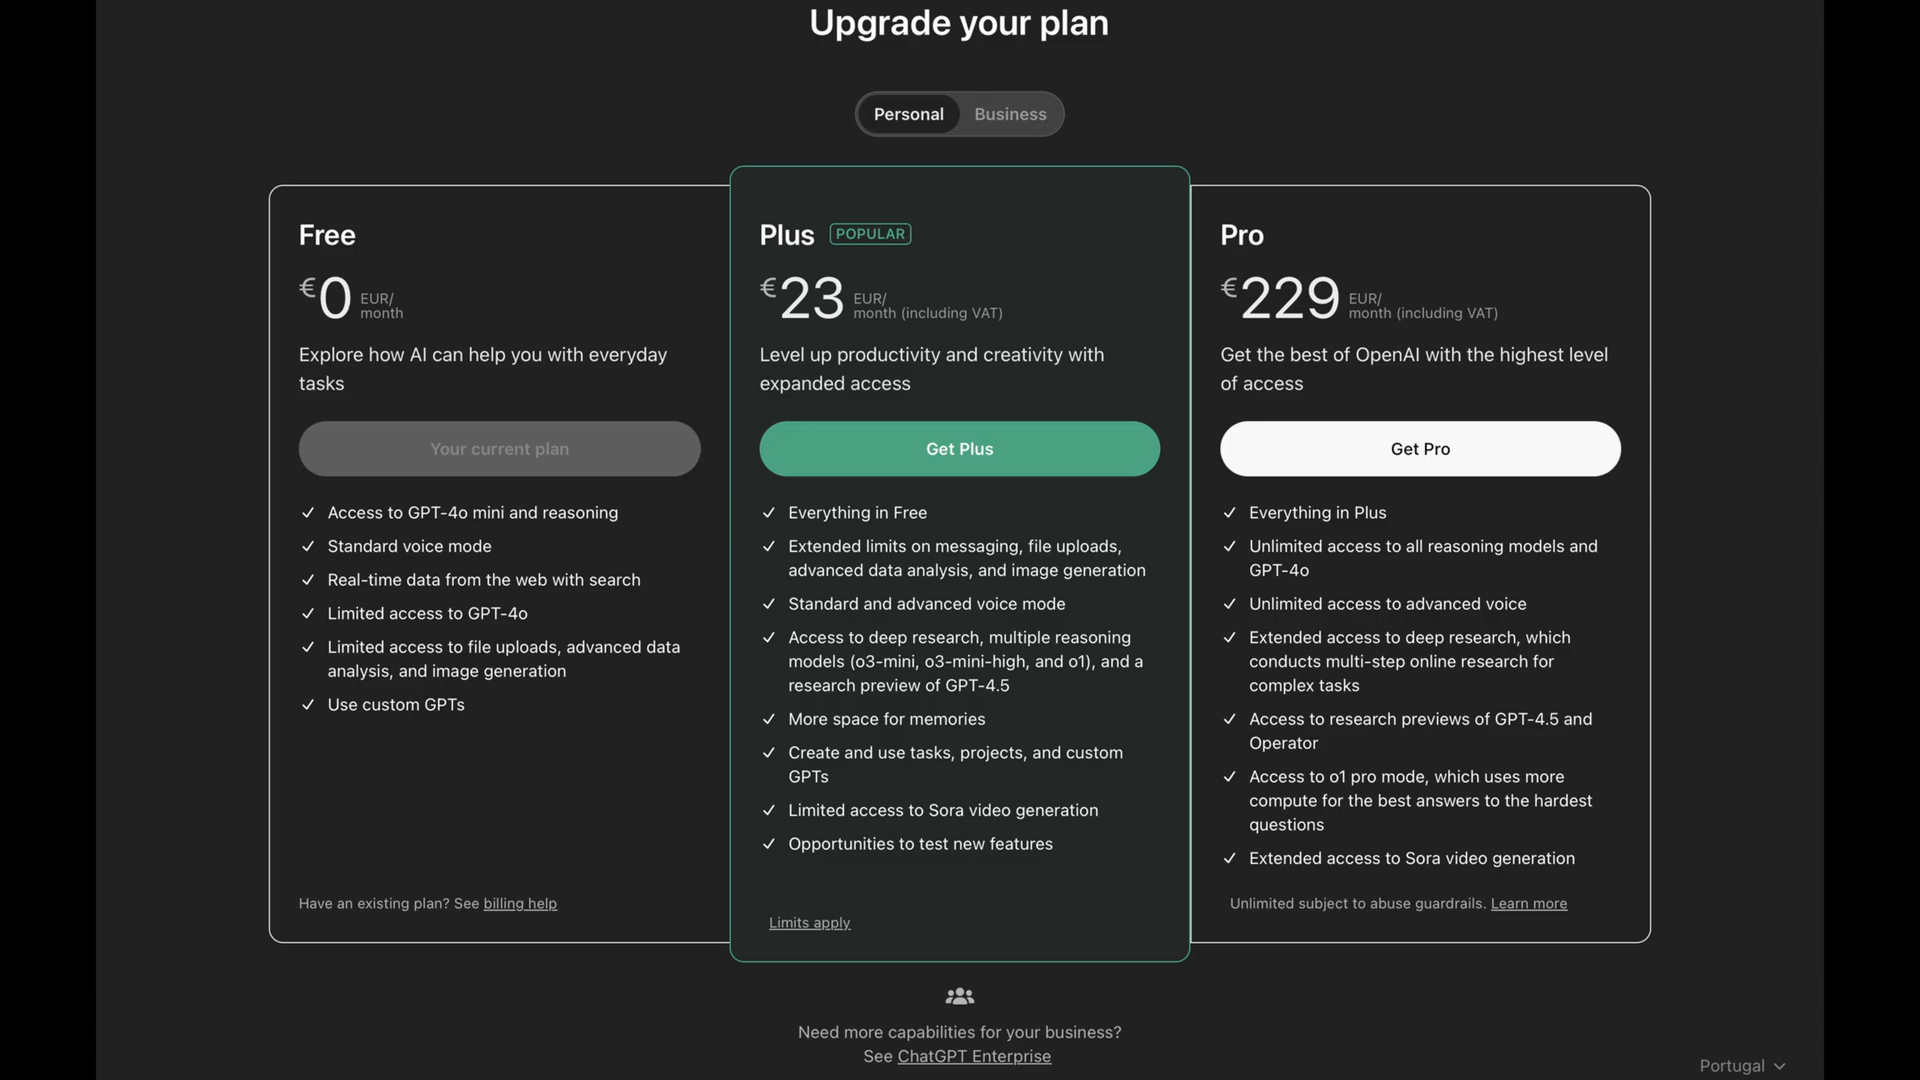 Upgrade your plan
Personal
Business
Free
€0 EUR/
month
Explore how AI can help you with everyday
tasks
Your current plan
Access to GPT-4o mini and reasoning
Standard voice mode
Real-time data from the web with search
Limited access to GPT-4o
Limited access to file uploads, advanced data
analysis, and image generation
Use custom GPTs
Have an existing plan? See billing help
Plus POPULAR
€23 EUR/
month (including VAT)
Level up productivity and creativity with
expanded access
Get Plus
Everything in Free
Extended limits on messaging, file uploads,
advanced data analysis, and image generation
Standard and advanced voice mode
Access to deep research, multiple reasoning
models (o3-mini, o3-mini-high, and o1), and a
research preview of GPT-4.5
More space for memories
Create and use tasks, projects, and custom
GPTs
Limited access to Sora video generation
Opportunities to test new features
Limits apply
Pro
€229 EUR/
month (including VAT)
Get the best of OpenAI with the highest level
of access
Get Pro
Everything in Plus
Unlimited access to all reasoning models and
GPT-4o
Unlimited access to advanced voice
Extended access to deep research, which
conducts multi-step online research for
complex tasks
Access to research previews of GPT-4.5 and
Operator
Access to o1 pro mode, which uses more
compute for the best answers to the hardest
questions
Extended access to Sora video generation
Unlimited subject to abuse guardrails. Learn more
Need more capabilities for your business?
See ChatGPT Enterprise
Portugal